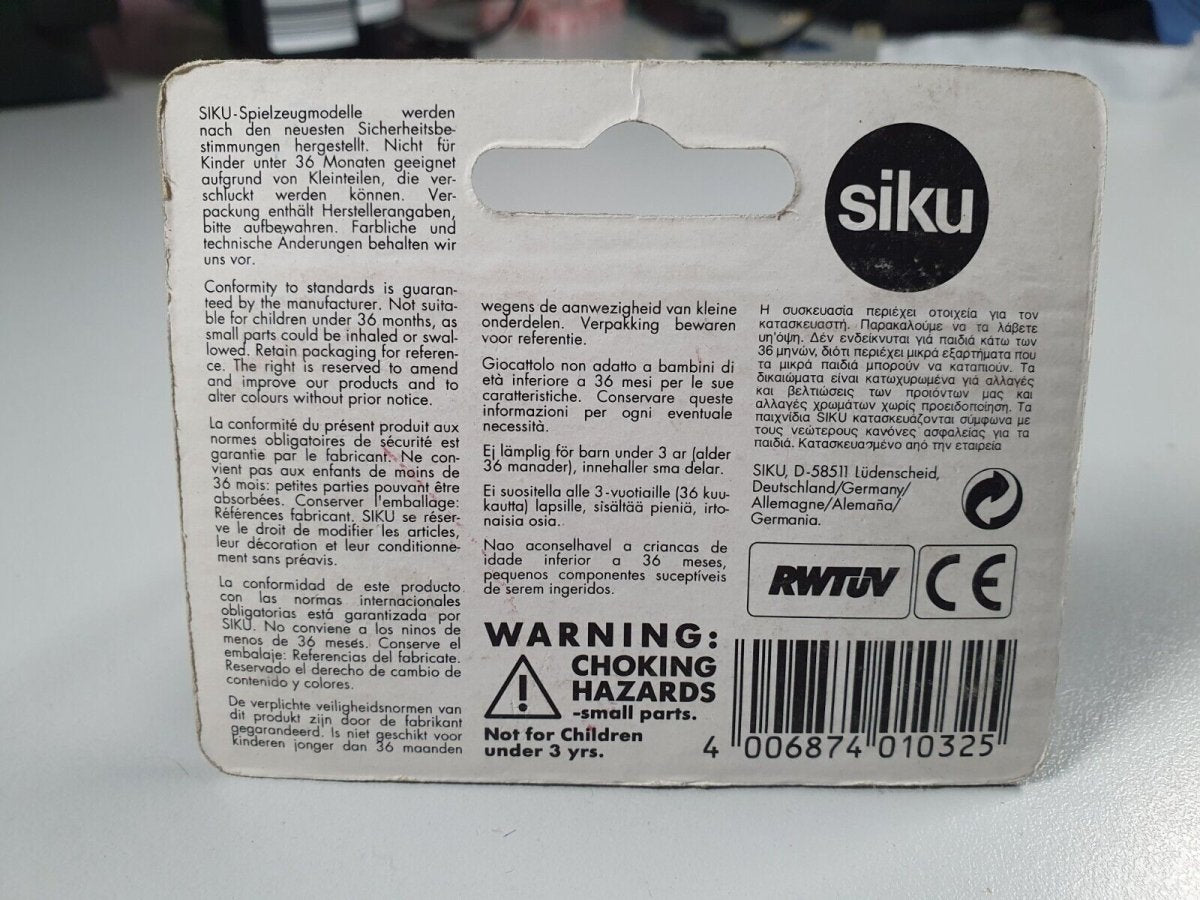 SIKU-Spielzeugmodelle werden
nach den neuesten Sicherheitsbe-
stimmungen hergestellt. Nicht für
Kinder unter 36 Monaten geeignet
aufgrund von Kleinteilen, die ver-
schluckt werden können. Ver-
packung enthält Herstellerangaben,
bitte aufbewahren. Farbliche und
technische Änderungen behalten wir
uns vor.
Conformity to standards is guaran-
teed by the manufacturer. Not suita-
ble for children under 36 months, as
small parts could be inhaled or swal-
lowed. Retain packaging for referen-
ce. The right is reserved to amend
and improve our products and to
alter colours without prior notice.
La conformité du présent produit aux
normes obligatoires de sécurité est
garantie par le fabricant. Ne con-
vient pas aux enfants de moins de
36 mois: petites parties pouvant être
absorbées. Conserver l'emballage:
Références fabricant. SIKU se réser-
ve le droit de modifier les articles,
leur décoration et leur conditionne-
ment sans préavis.
La conformidad de este producto
con las normas internacionales
obligatorias está garantizada por
SIKU. No conviene a los ninos de
menos de 36 mesés. Conserve el
embalaje: Referencias del fabricate.
Reservado el derecho de cambio de
contenido y colores.
De verplichte veiligheidsnormen van
dit produkt zijn door de fabrikant
gegarandeerd. Is niet geschikt voor
kinderen jonger dan 36 maanden
wegens de aanwezigheid van kleine
onderdelen. Verpakking bewaren
voor referentie.
Giocattolo non adatto a bambini di
età inferiore a 36 mesi per le sue
caratteristiche. Conservare queste
informazioni per ogni eventuale
necessità.
Ej lämplig för barn under 3 ar (alder
36 manader), innehaller sma delar.
Ei suositella alle 3-vuotiaille (36 kuu-
kautta) lapsille, sisältää pieniä, irto-
naisia osia.
Nao aconselhavel a criancas de
idade inferior a 36 meses,
pequenos componentes suceptíveis
de serem ingeridos.
WARNING:
!
CHOKING
HAZARDS
-small parts.
Not for Children
under 3 yrs.
siku
Η συσκευασία περιέχει οτοιχεία για τον
κατασκευαστή. Παρακαλούμε να τα λάβετε
υη'όψη. Δέν ενδείκνυται γιά παιδιά κάτω των
36 μηνών, διότι περιέχει μικρά εξαρτήματα που
τα μικρά παιδιά μπορούν να καταπιούν. Τα
δικαιώματα είναι κατωχυρωμένα γιά αλλαγές
και βελτιώσεις των προιόντων μας και
αλλαγές χρωμάτων χωρίς προειδοποίηση. Τα
παιχνίδια SIKU κατασκευάζονται σύμφωνα με
τους νεώτερους κανόνες ασφαλείας γιά τα
παιδιά. Κατασκευασμένο από την εταιρεία
SIKU, D-58511 Lüdenscheid,
Deutschland/Germany/
Allemagne/Alemaña/
Germania.
RWTÜV
CE
4 006874 010325